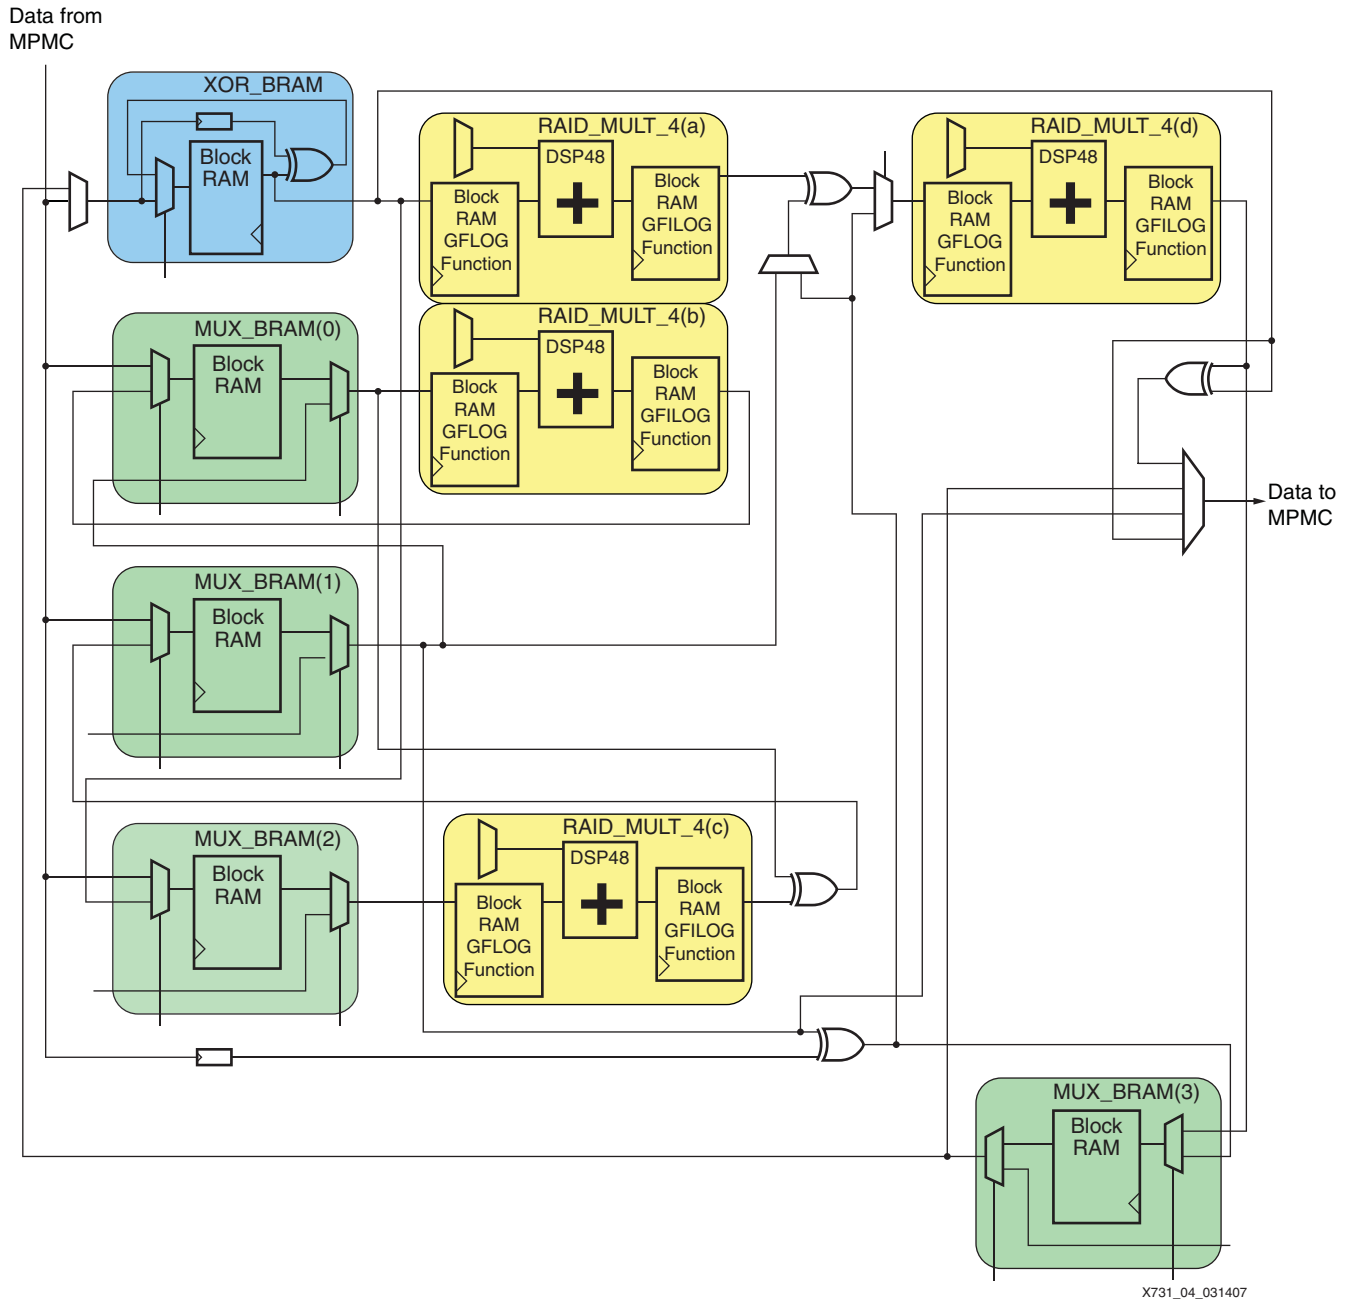 Data from
MPMC
XOR_BRAM
Block
RAM
RAID_MULT_4(a)
DSP48
Block
RAM
GFLOG
Function
Block
RAM
GFILOG
Function
RAID_MULT_4(d)
DSP48
Block
RAM
GFLOG
Function
Block
RAM
GFILOG
Function
MUX_BRAM(0)
Block
RAM
RAID_MULT_4(b)
DSP48
Block
RAM
GFLOG
Function
Block
RAM
GFILOG
Function
Data to
MPMC
MUX_BRAM(1)
Block
RAM
MUX_BRAM(2)
Block
RAM
RAID_MULT_4(c)
DSP48
Block
RAM
GFLOG
Function
Block
RAM
GFILOG
Function
MUX_BRAM(3)
Block
RAM
X731_04_031407